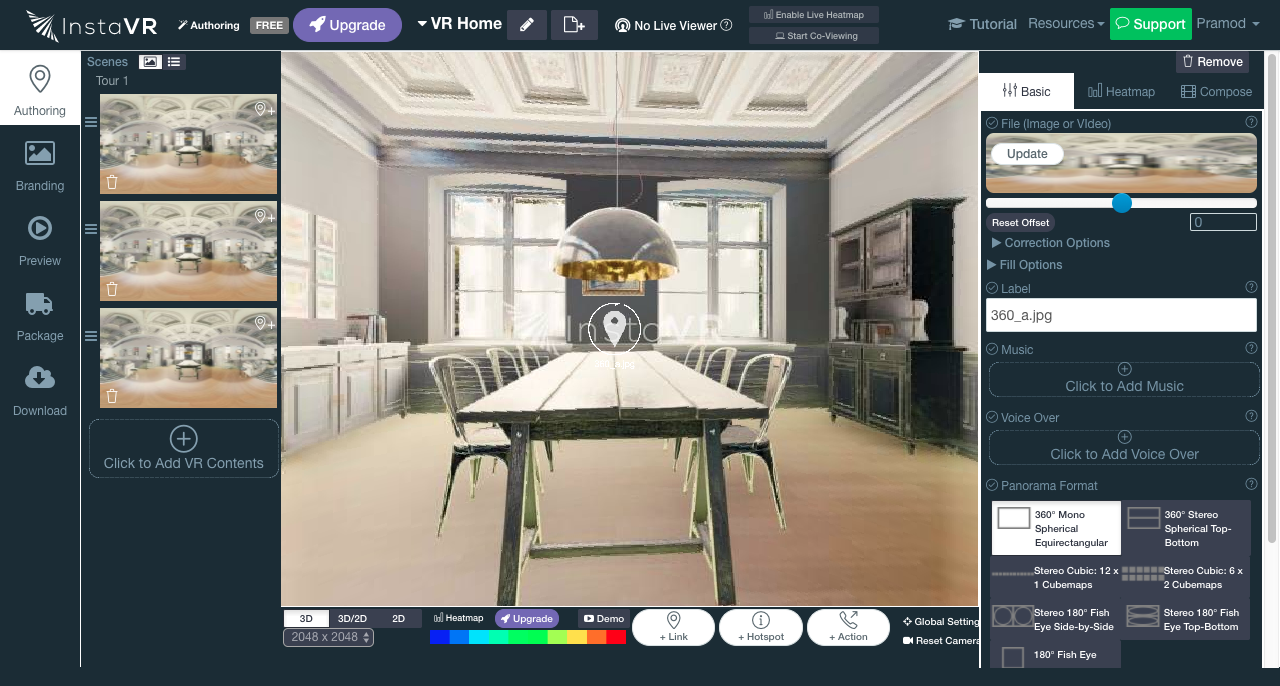 InstaVR
Authoring
FREE
Upgrade
VR Home
No Live Viewer
Enable Live Heatmap
Start Co-Viewing
Tutorial
Resources
Support
Pramod
Authoring
Branding
Preview
Package
Download
Scenes
Tour 1
Click to Add VR Contents
InstaVR
3D
3D/2D
2D
2048 x 2048
Heatmap
Upgrade
Demo
+ Link
+ Hotspot
+ Action
Global Setting
Reset Camera
Remove
Basic
Heatmap
Compose
File (Image or VIdeo)
Update
Reset Offset
0
Correction Options
Fill Options
Label
360_a.jpg
Music
Click to Add Music
Voice Over
Click to Add Voice Over
Panorama Format
360° Mono
Spherical
Equirectangular
360° Stereo
Spherical Top-
Bottom
Stereo Cubic: 12 x
1 Cubemaps
Stereo Cubic: 6 x
2 Cubemaps
Stereo 180° Fish
Eye Side-by-Side
Stereo 180° Fish
Eye Top-Bottom
180° Fish Eye